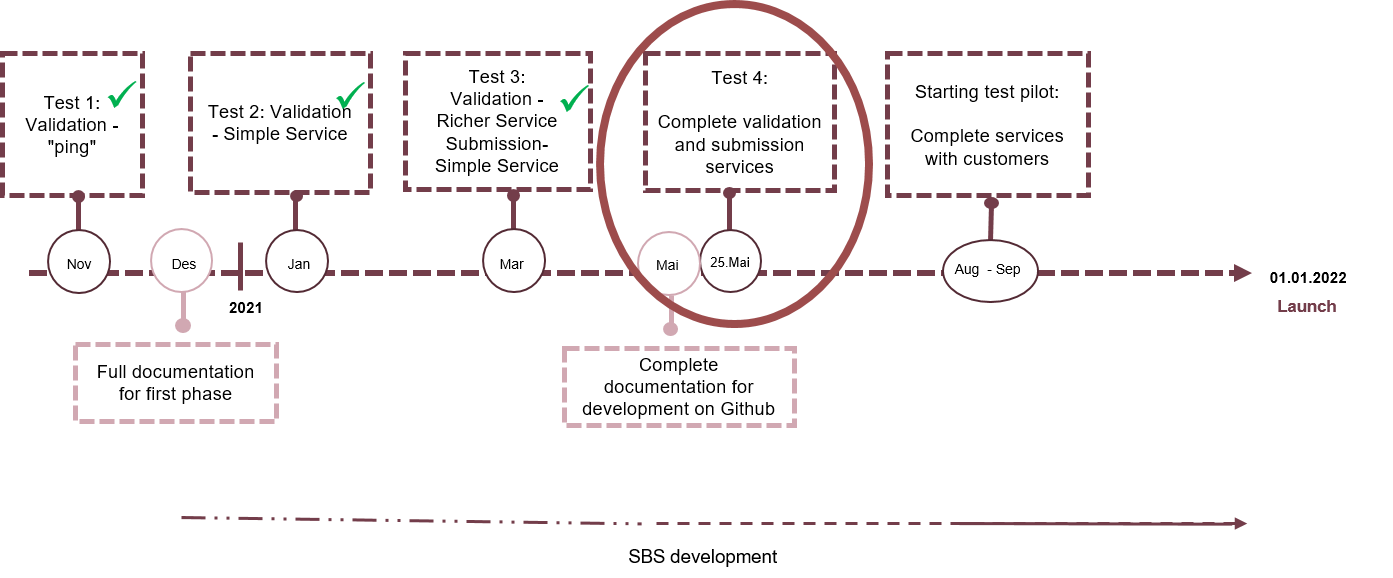 Test 1:
Validation -
"ping"
Test 2: Validation
- Simple Service
Test 3:
Validation -
Richer Service
Submission-
Simple Service
Test 4:
Complete validation
and submission
services
Starting test pilot:
Complete services
with customers
Nov
Des
Jan
Mar
Mai
25.Mai
Aug - Sep
2021
01.01.2022
Launch
Full documentation
for first phase
Complete
documentation for
development on Github
SBS development